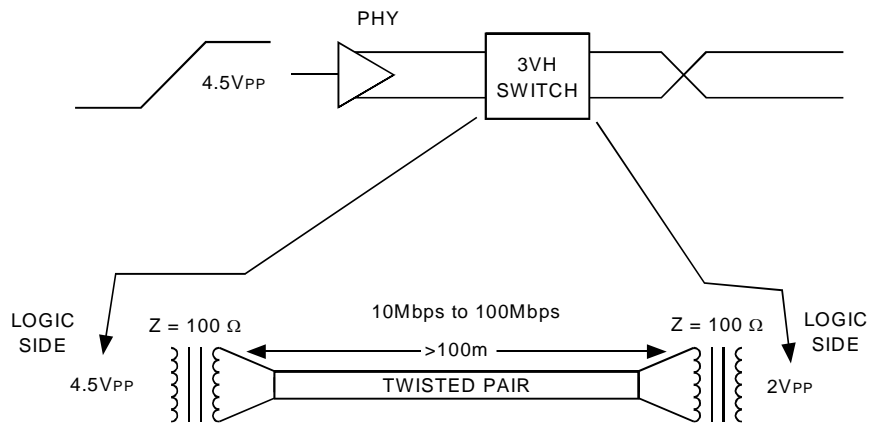 PHY
4.5VPP
3VH
SWITCH
10Mbps to 100Mbps
LOGIC
SIDE
Z = 100 Ω
Z = 100 Ω
LOGIC
SIDE
>100m
4.5VPP
TWISTED PAIR
2VPP